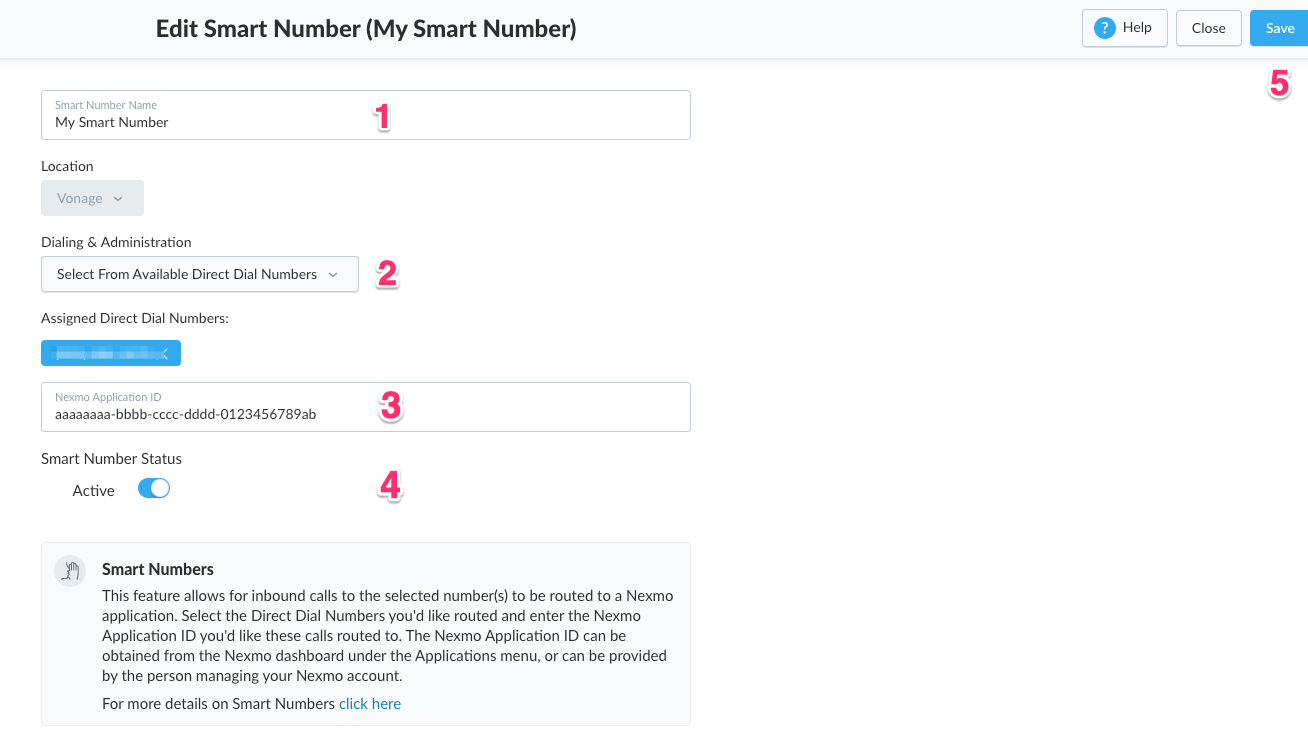 Edit Smart Number (My Smart Number)
? Help
Close
Save
5
Smart Number Name
My Smart Number
1
Location
Vonage
Dialing & Administration
Select From Available Direct Dial Numbers
2
Assigned Direct Dial Numbers:
Nexmo Application ID
aaaaaaaa-bbbb-cccc-dddd-0123456789ab
3
Smart Number Status
Active
4
Smart Numbers
This feature allows for inbound calls to the selected number(s) to be routed to a Nexmo
application. Select the Direct Dial Numbers you'd like routed and enter the Nexmo
Application ID you'd like these calls routed to. The Nexmo Application ID can be
obtained from the Nexmo dashboard under the Applications menu, or can be provided
by the person managing your Nexmo account.
For more details on Smart Numbers click here